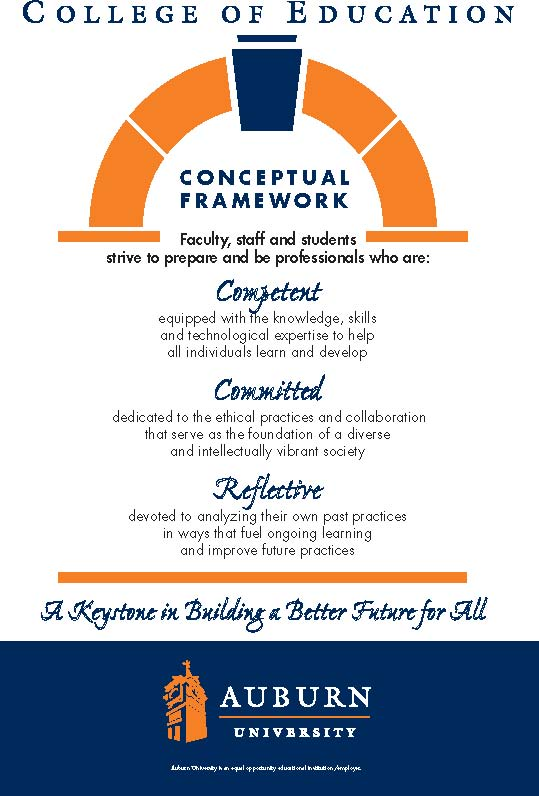 COLLEGE OF EDUCATION
CONCEPTUAL
FRAMEWORK
Faculty, staff and students
strive to prepare and be professionals who are:
Competent
equipped with the knowledge, skills
and technological expertise to help
all individuals learn and develop
Committed
dedicated to the ethical practices and collaboration
that serve as the foundation of a diverse
and intellectually vibrant society
Reflective
devoted to analyzing their own past practices
in ways that fuel ongoing learning
and improve future practices
A Keystone in Building a Better Future for All
AUBURN
UNIVERSITY
Auburn University is an equal opportunity educational institution/employer.